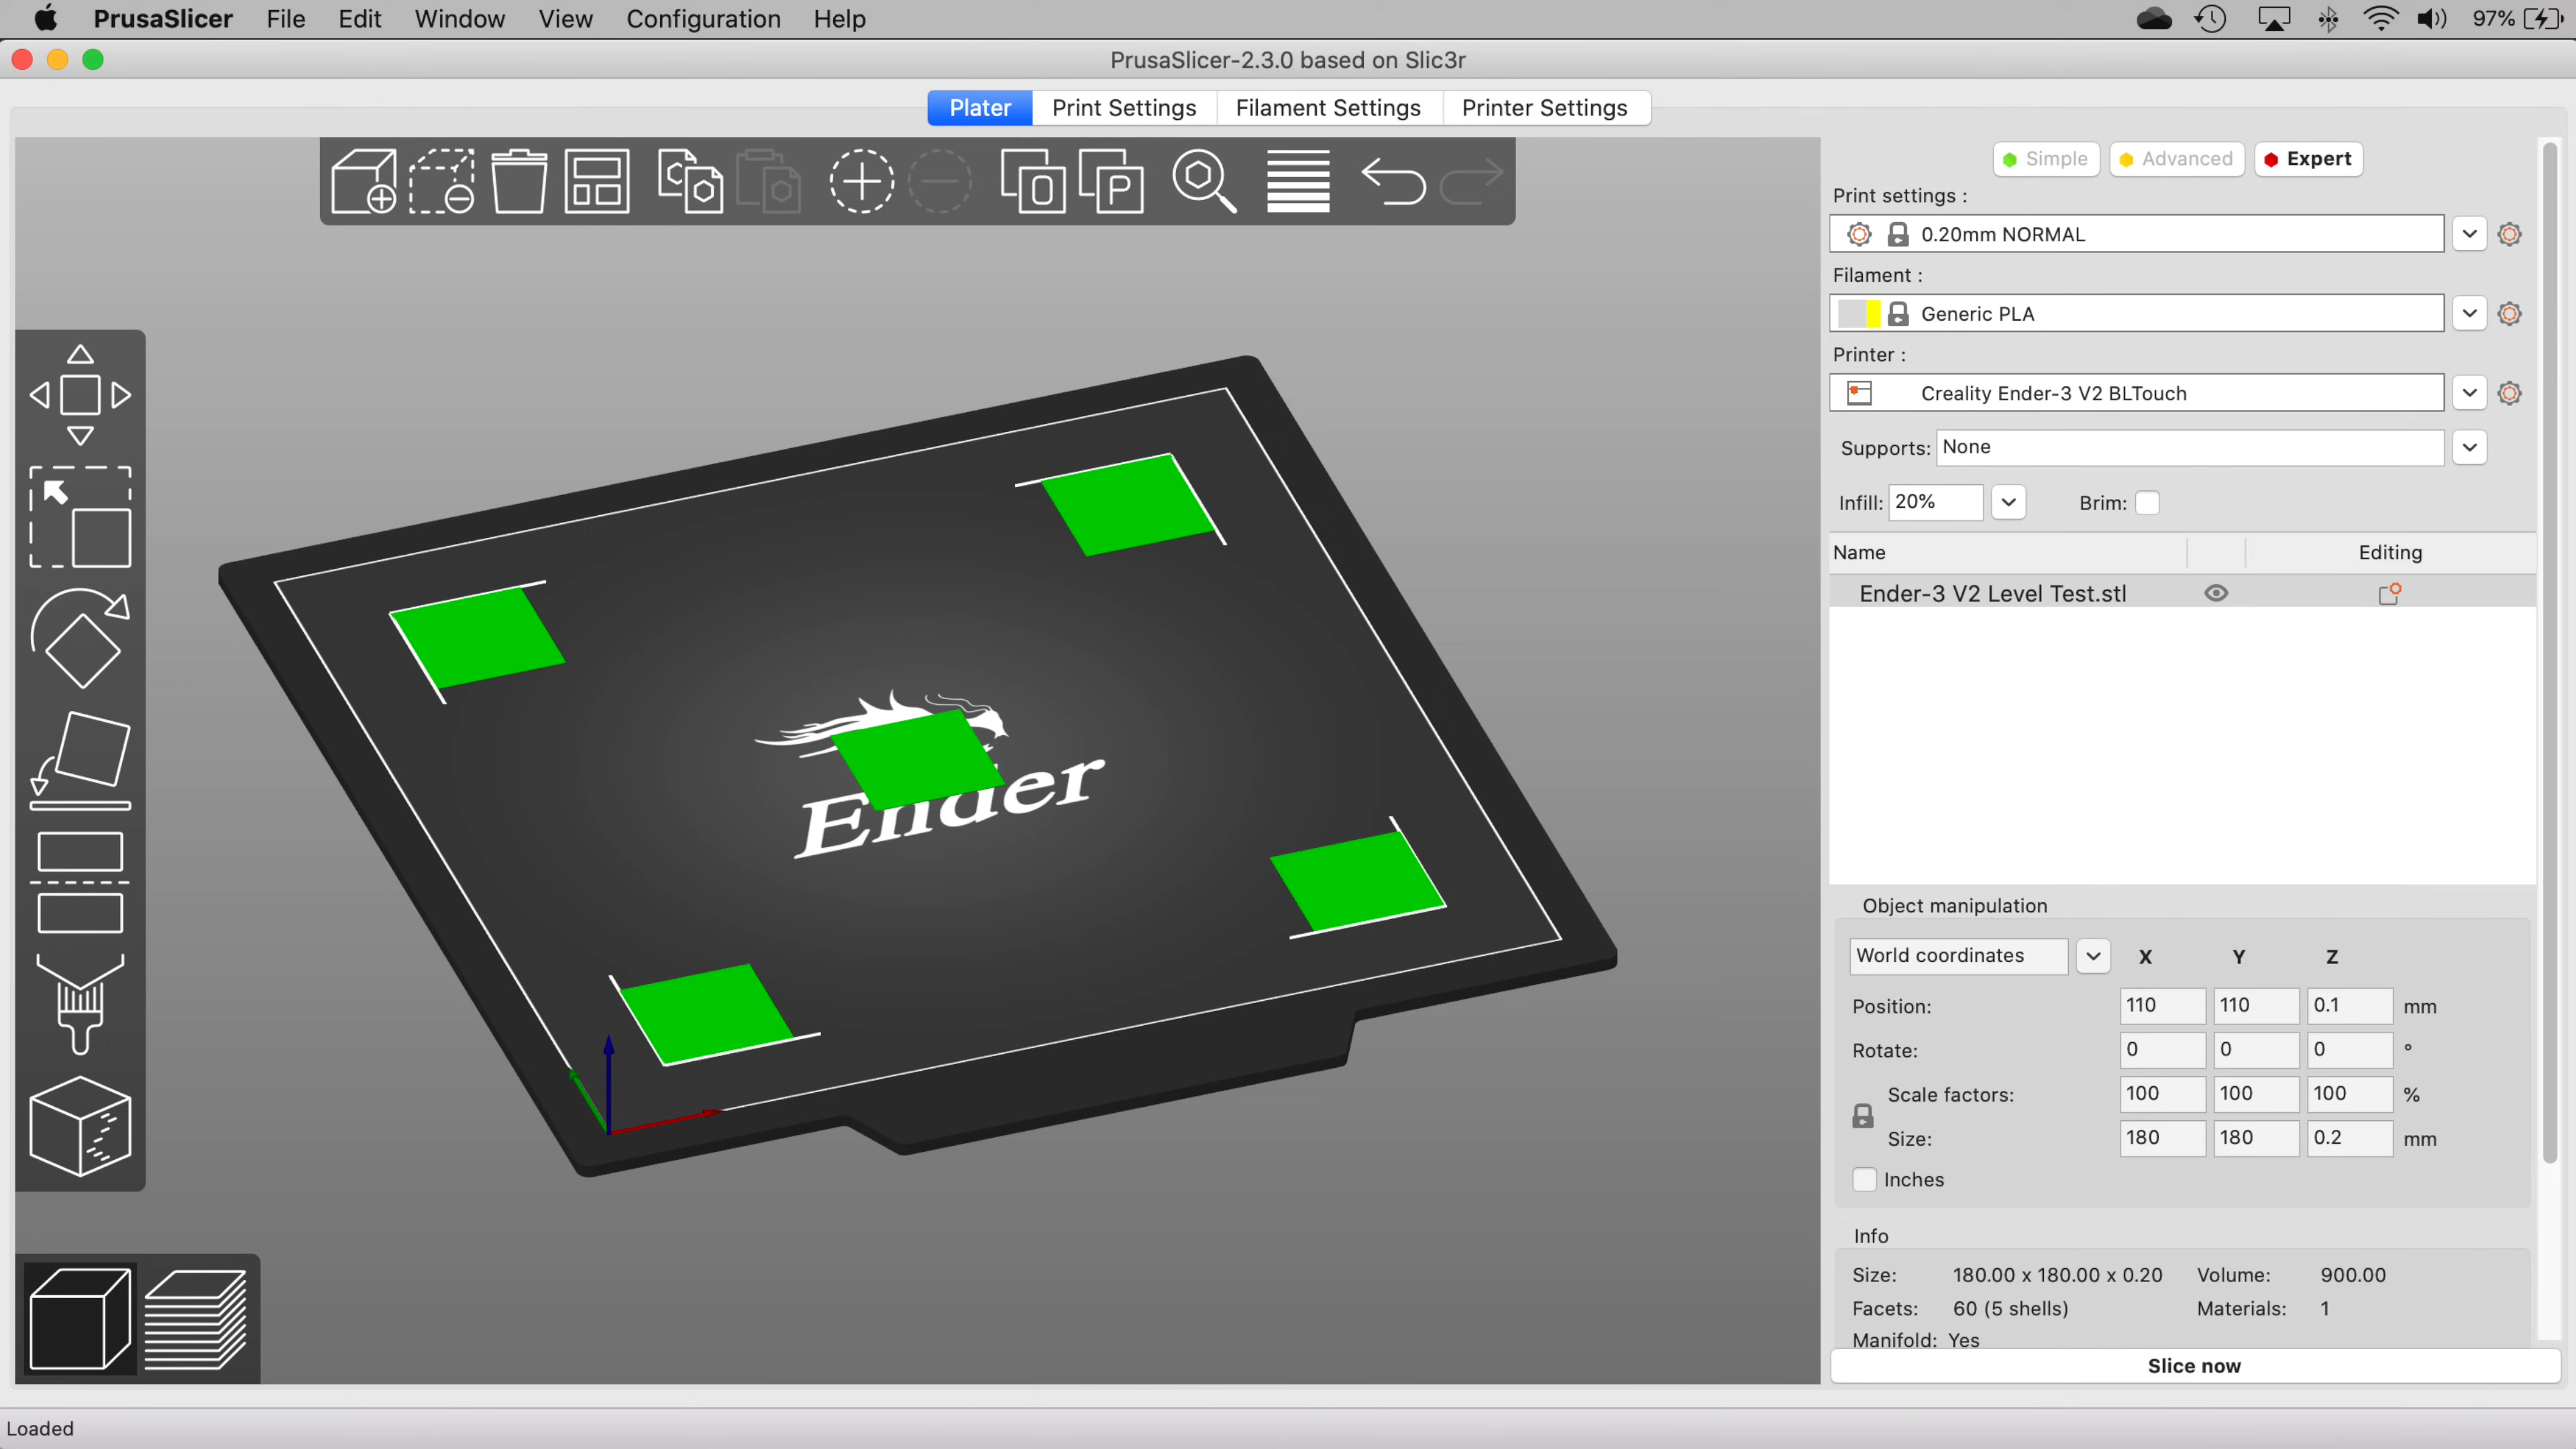 PrusaSlicer File Edit Window View Configuration Help 97%
PrusaSlicer-2.3.0 based on Slic3r
Plater Print Settings Filament Settings Printer Settings
O P
Simple Advanced Expert
Print settings :
0.20mm NORMAL
Filament :
Generic PLA
Printer :
Creality Ender-3 V2 BLTouch
Supports: None
Infill: 20% Brim:
Name Editing
Ender-3 V2 Level Test.stl
Ender
Object manipulation
World coordinates X Y Z
Position: 110 110 0.1 mm
Rotate: 0 0 0 °
Scale factors: 100 100 100 %
Size: 180 180 0.2 mm
Inches
Info
Size: 180.00 x 180.00 x 0.20 Volume: 900.00
Facets: 60 (5 shells) Materials: 1
Manifold: Yes
Slice now
Loaded